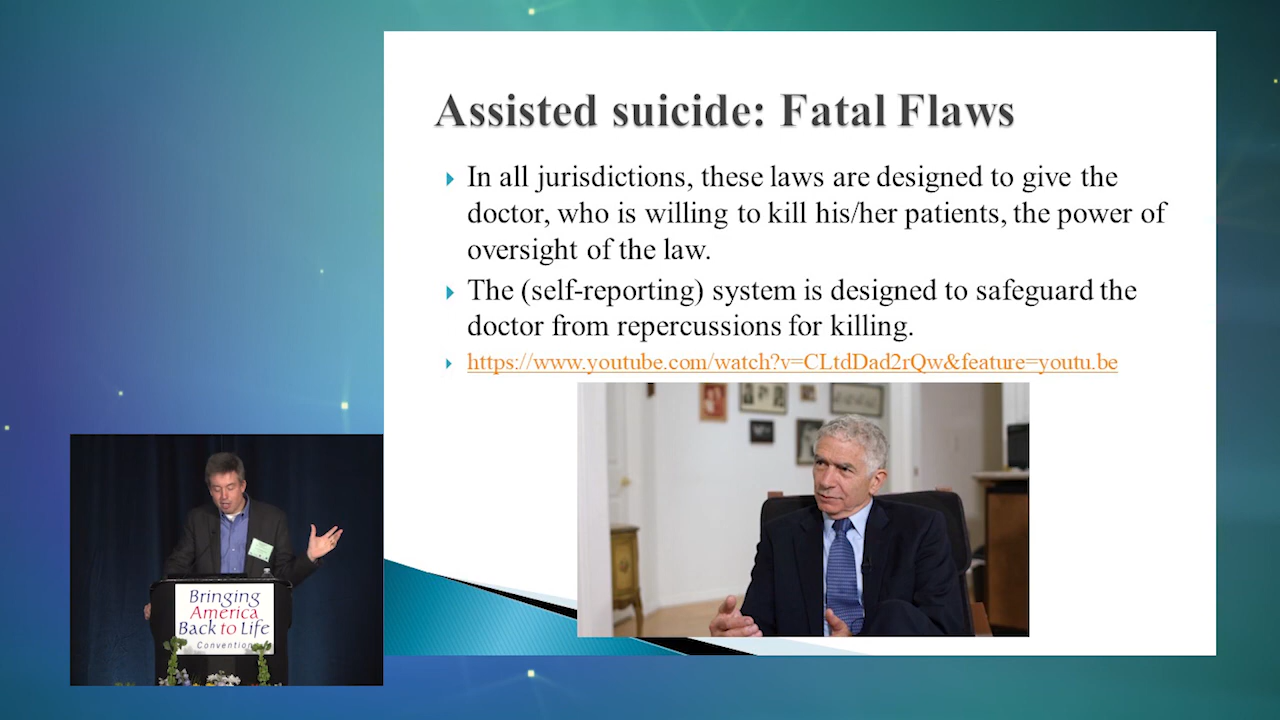 Assisted suicide: Fatal Flaws
In all jurisdictions, these laws are designed to give the
doctor, who is willing to kill his/her patients, the power of
oversight of the law.
The (self-reporting) system is designed to safeguard the
doctor from repercussions for killing.
https://www.youtube.com/watch?v=CLtdDad2rQw&feature=youtu.be
Bringing
America
Back to Life
Convention